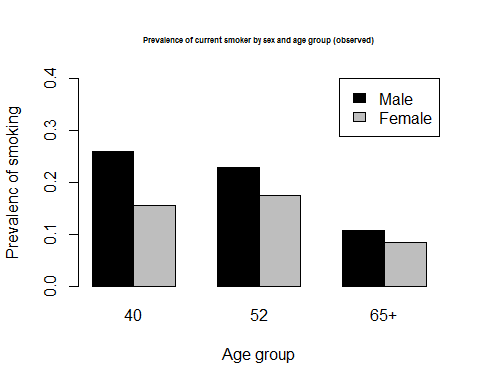 Prevalence of current smoker by sex and age group (observed)
Male
Female
Prevalenc of smoking
0.4
0.3
0.2
0.1
0.0
40
52
65+
Age group